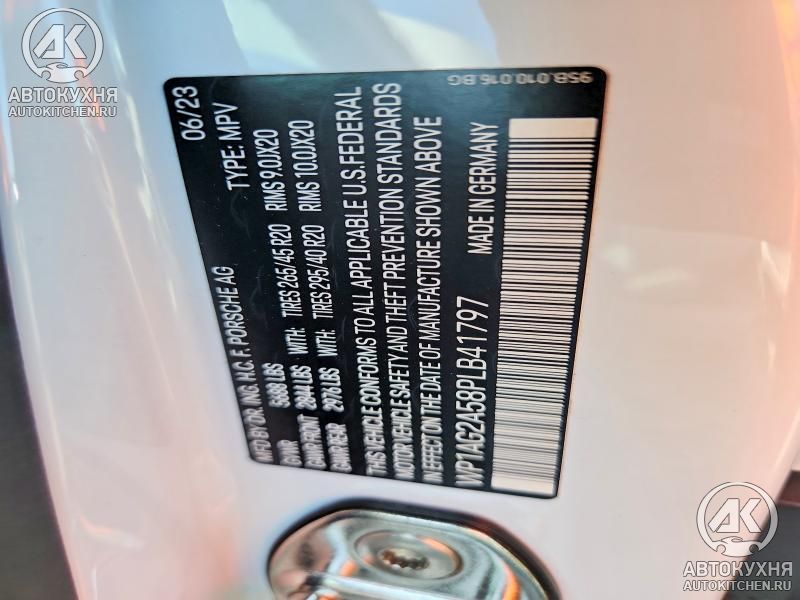 АВТОКУХНЯ
AUTOKITCHEN.RU
95B.010.016.BG
MFD BY DR. ING. H.C. F. PORSCHE AG 06/23
GVWR 5688 LBS TYPE: MPV
GAWR FRONT 2844 LBS WITH: TIRES 265/45 R20 RIMS 9.0JX20
GAWR REAR 2976 LBS WITH: TIRES 295/40 R20 RIMS 10.0JX20
THIS VEHICLE CONFORMS TO ALL APPLICABLE U.S.FEDERAL
MOTOR VEHICLE SAFETY AND THEFT PREVENTION STANDARDS
IN EFFECT ON THE DATE OF MANUFACTURE SHOWN ABOVE
WP1AG2A58PLB41797 MADE IN GERMANY
АВТОКУХНЯ
AUTOKITCHEN.RU